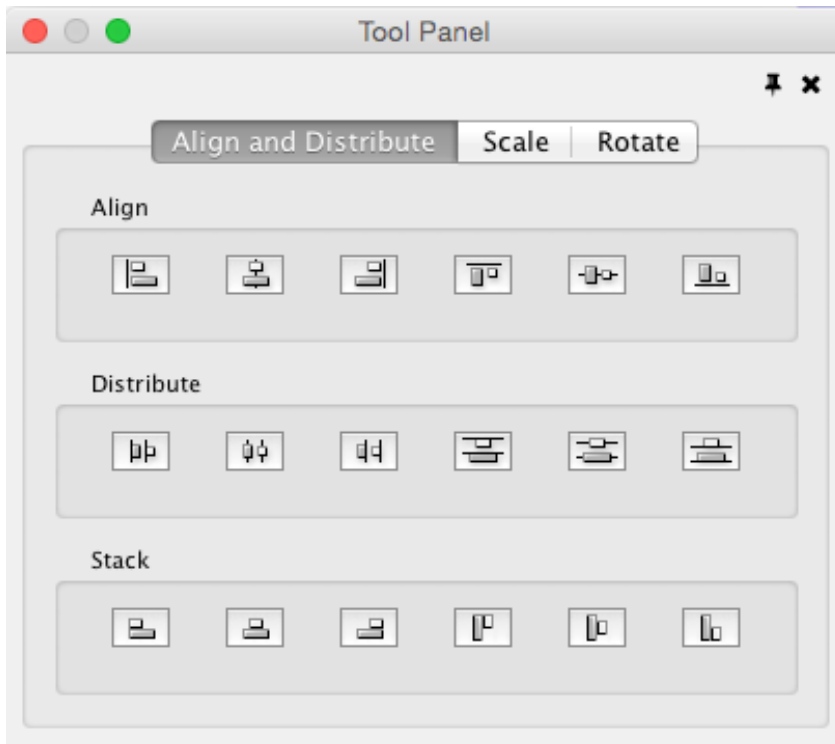 Tool Panel
Align and Distribute Scale Rotate
Align
Distribute
Stack